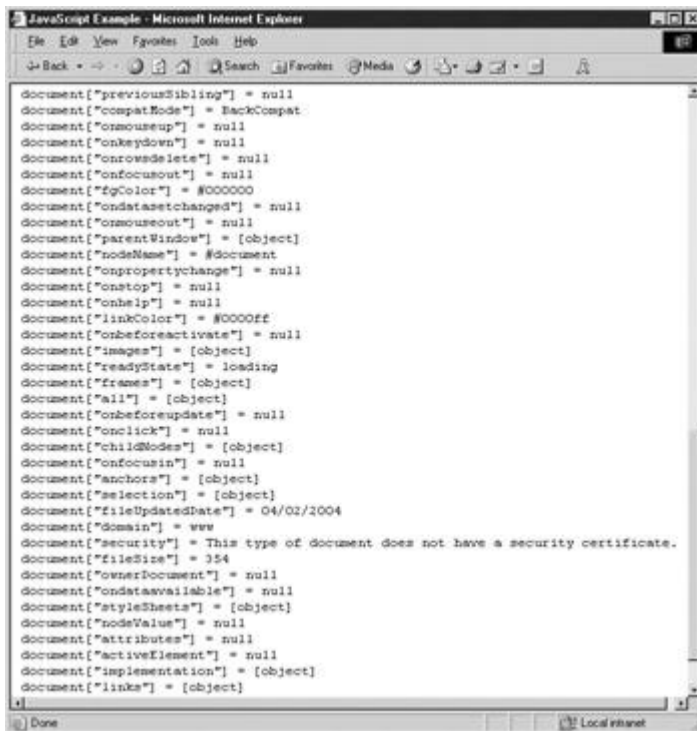 JavaScript Example - Microsoft Internet Explorer
File Edit View Favorites Tools Help
Back Search Favorites Media
document["previousSibling"] = null
document["compatMode"] = BackCompat
document["onmouseup"] = null
document["onkeydown"] = null
document["onrowsdelete"] = null
document["onfocusout"] = null
document["fgColor"] = #000000
document["ondatasetchanged"] = null
document["onmouseout"] = null
document["parentWindow"] = [object]
document["nodeName"] = #document
document["onpropertychange"] = null
document["onstop"] = null
document["onhelp"] = null
document["linkColor"] = #0000ff
document["onbeforeactivate"] = null
document["images"] = [object]
document["readyState"] = loading
document["frames"] = [object]
document["all"] = [object]
document["onbeforeupdate"] = null
document["onclick"] = null
document["childNodes"] = [object]
document["onfocusin"] = null
document["anchors"] = [object]
document["selection"] = [object]
document["fileUpdatedDate"] = 04/02/2004
document["domain"] = www
document["security"] = This type of document does not have a security certificate.
document["fileSize"] = 354
document["ownerDocument"] = null
document["ondataavailable"] = null
document["styleSheets"] = [object]
document["nodeValue"] = null
document["attributes"] = null
document["activeElement"] = null
document["implementation"] = [object]
document["links"] = [object]
Done Local intranet